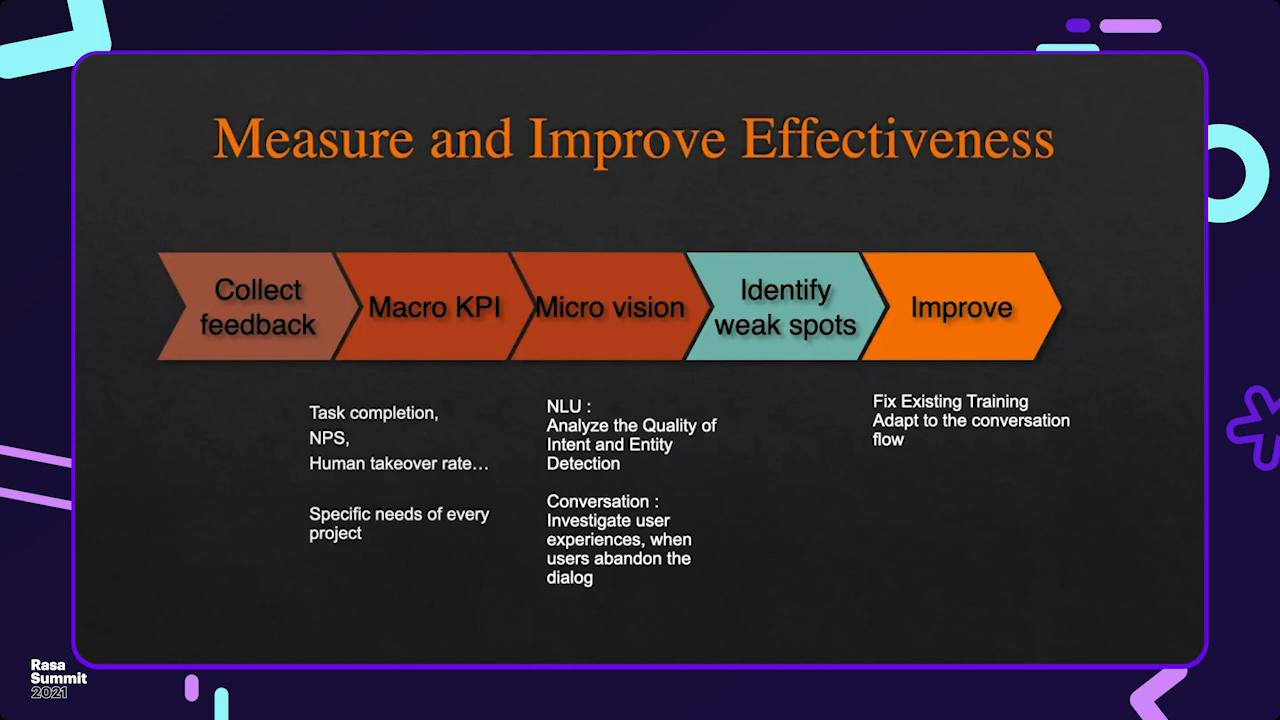 Measure and Improve Effectiveness
Collect
feedback
Macro KPI
Micro vision
Identify
weak spots
Improve
Task completion,
NPS,
Human takeover rate…
Specific needs of every
project
NLU :
Analyze the Quality of
Intent and Entity
Detection
Conversation :
Investigate user
experiences, when
users abandon the
dialog
Fix Existing Training
Adapt to the conversation
flow
Rasa
Summit
2021